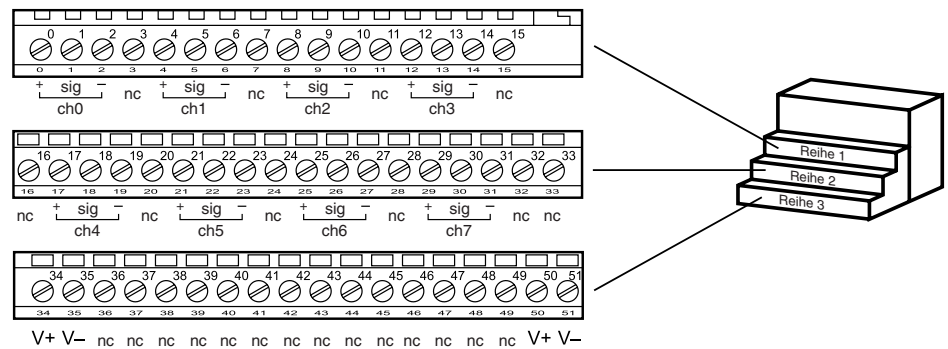 0 1 2 3 4 5 6 7 8 9 10 11 12 13 14 15
0 1 2 3 4 5 6 7 8 9 10 11 12 13 14 15
+ sig – nc + sig – nc + sig – nc + sig – nc
ch0 ch1 ch2 ch3
16 17 18 19 20 21 22 23 24 25 26 27 28 29 30 31 32 33
16 17 18 19 20 21 22 23 24 25 26 27 28 29 30 31 32 33
nc + sig – nc + sig – nc + sig – nc + sig – nc nc
ch4 ch5 ch6 ch7
34 35 36 37 38 39 40 41 42 43 44 45 46 47 48 49 50 51
34 35 36 37 38 39 40 41 42 43 44 45 46 47 48 49 50 51
V+ V– nc nc nc nc nc nc nc nc nc nc nc nc nc nc V+ V–
Reihe 1
Reihe 2
Reihe 3